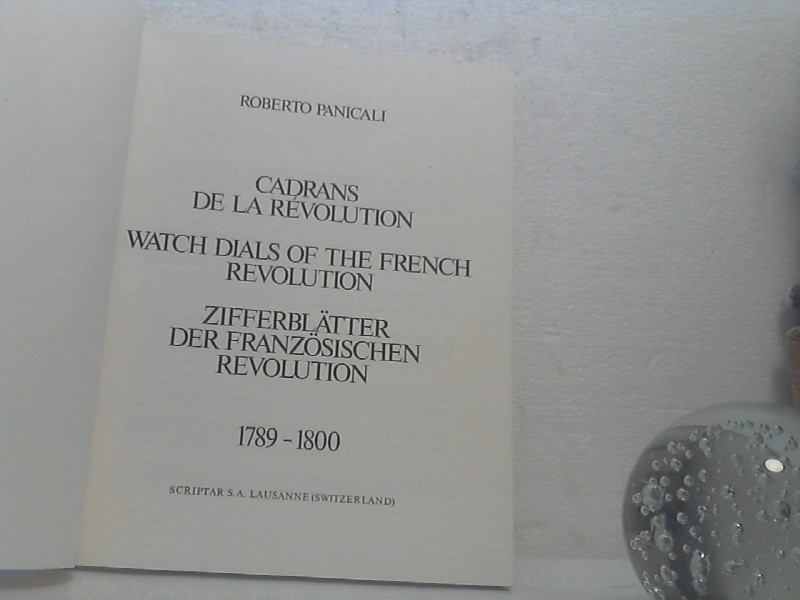 ROBERTO PANICALI
CADRANS
DE LA RÉVOLUTION
WATCH DIALS OF THE FRENCH
REVOLUTION
ZIFFERBLÄTTER
DER FRANZÖSISCHEN
REVOLUTION
1789 - 1800
SCRIPTAR S.A. LAUSANNE (SWITZERLAND)